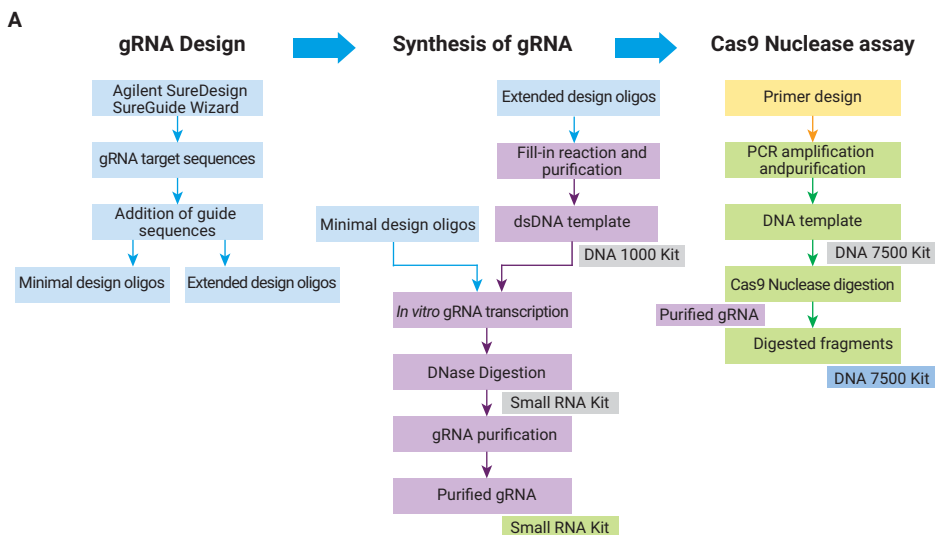 A
gRNA Design
Synthesis of gRNA
Cas9 Nuclease assay
Agilent SureDesign
SureGuide Wizard
gRNA target sequences
Addition of guide
sequences
Minimal design oligos
Extended design oligos
Extended design oligos
Fill-in reaction and
purification
Minimal design oligos
dsDNA template
DNA 1000 Kit
In vitro gRNA transcription
DNase Digestion
Small RNA Kit
gRNA purification
Purified gRNA
Small RNA Kit
Primer design
PCR amplification
andpurification
DNA template
DNA 7500 Kit
Cas9 Nuclease digestion
Purified gRNA
Digested fragments
DNA 7500 Kit